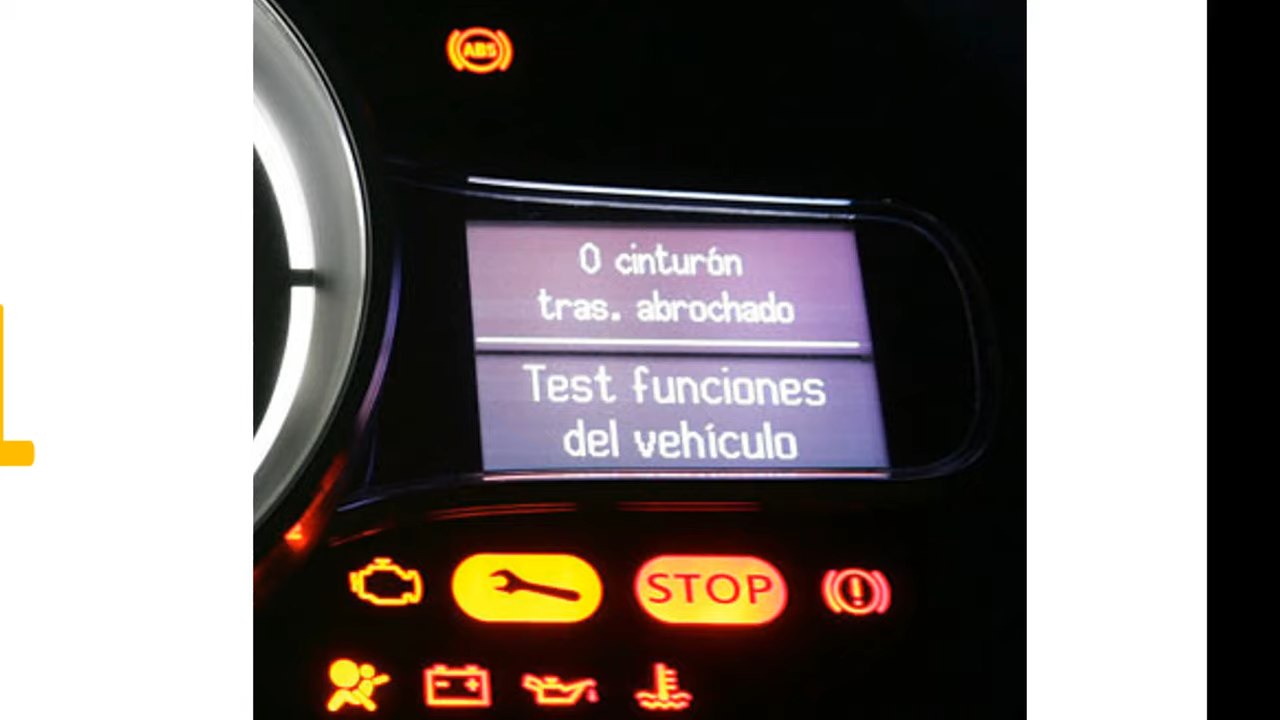 ABS
0 cinturón
tras. abrochado
Test funciones
del vehículo
STOP